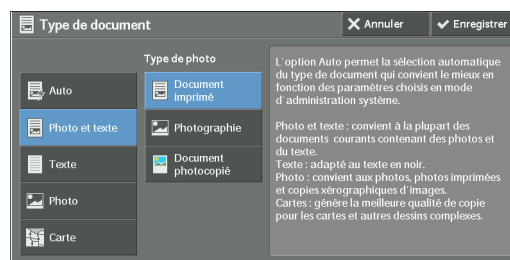 Type de document
Annuler
Enregistrer
Auto
Photo et texte
Texte
Photo
Carte
Type de photo
Document
imprimé
Photographie
Document
photocopié
L'option Auto permet la sélection automatique
du type de document qui convient le mieux en
fonction des paramètres choisis en mode
d'administration système.
Photo et texte : convient à la plupart des
documents courants contenant des photos et
du texte.
Texte : adapté au texte en noir.
Photo : convient aux photos, photos imprimées
et copies xérographiques d'images.
Cartes : génère la meilleure qualité de copie
pour les cartes et autres dessins complexes.